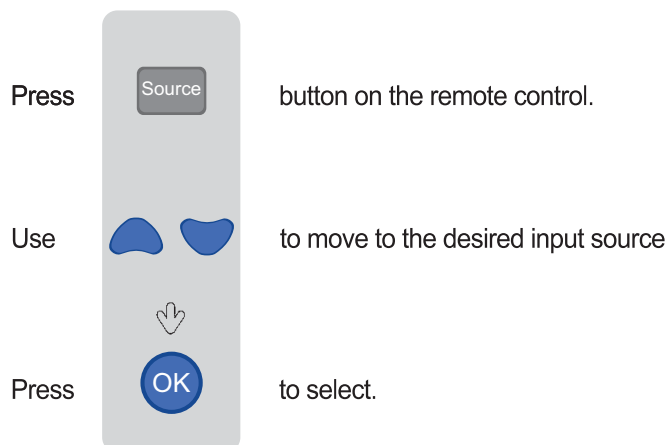 Press Source button on the remote control.
Use to move to the desired input source
Press OK to select.